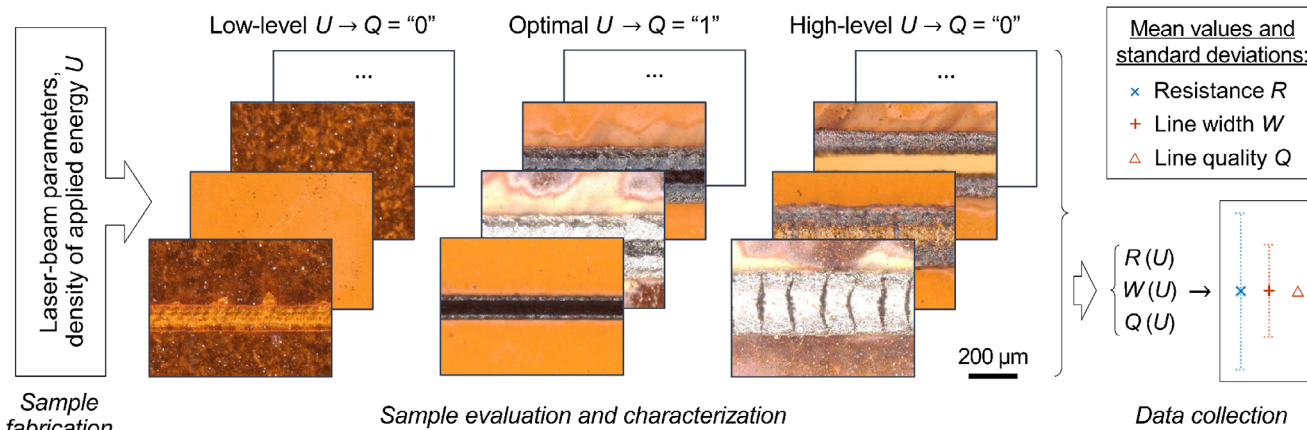 Low-level U → Q = “0”
Optimal U → Q = “1”
High-level U → Q = “0”
...
...
...
Laser-beam parameters,
density of applied energy U
Mean values and
standard deviations:
× Resistance R
+ Line width W
△ Line quality Q
R (U)
W (U) →
Q (U)
200 μm
Sample
fabrication
Sample evaluation and characterization
Data collection